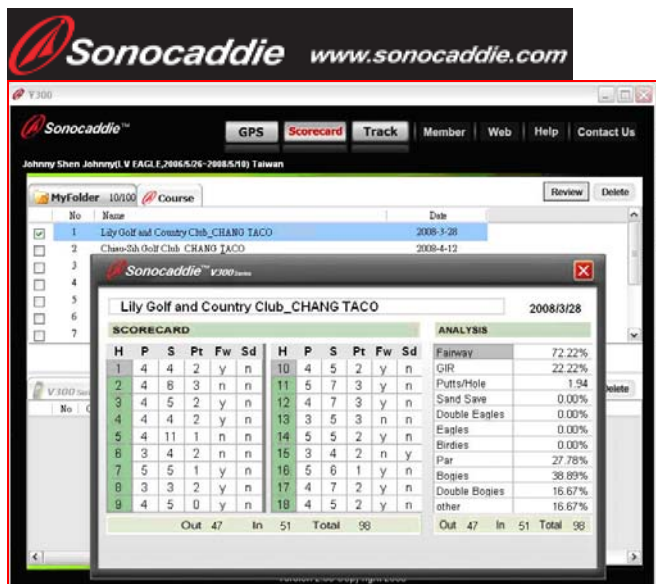 Sonocaddie www.sonocaddie.com
V300
Sonocaddie™ GPS Scorecard Track Member Web Help Contact Us
Johnny Shen Johnny(LV EAGLE,2006/5/26~2008/5/10) Taiwan
MyFolder 10/100 Course Review Delete
No Name Date
1 Lily Golf and Country Club_CHANG TACO 2008-3-28
2 Golf Club CHANG TACO 2008-4-12
3
4
5
6
7
Sonocaddie™ V300 Series
Lily Golf and Country Club_CHANG TACO 2008/3/28
SCORECARD ANALYSIS
H P S Pt Fw Sd H P S Pt Fw Sd Fairway 72.22%
1 4 4 2 y n 10 4 5 2 y n GIR 22.22%
2 4 8 3 n n 11 5 7 3 y n Putts/Hole 1.94
3 4 5 2 y n 12 4 7 3 y n Sand Save 0.00%
4 4 4 2 y n 13 3 5 3 n n Double Eagles 0.00%
5 4 11 1 n n 14 5 5 2 y n Eagles 0.00%
6 3 4 2 n n 15 3 4 2 n y Birdies 0.00%
7 5 5 1 y n 16 5 6 1 y n Par 27.78%
8 3 3 2 y n 17 4 7 2 y n Bogies 38.89%
9 4 5 0 y n 18 4 5 2 y n Double Bogies 16.67%
other 16.67%
Out 47 In 51 Total 98 Out 47 In 51 Total 98
V300 Delete
No